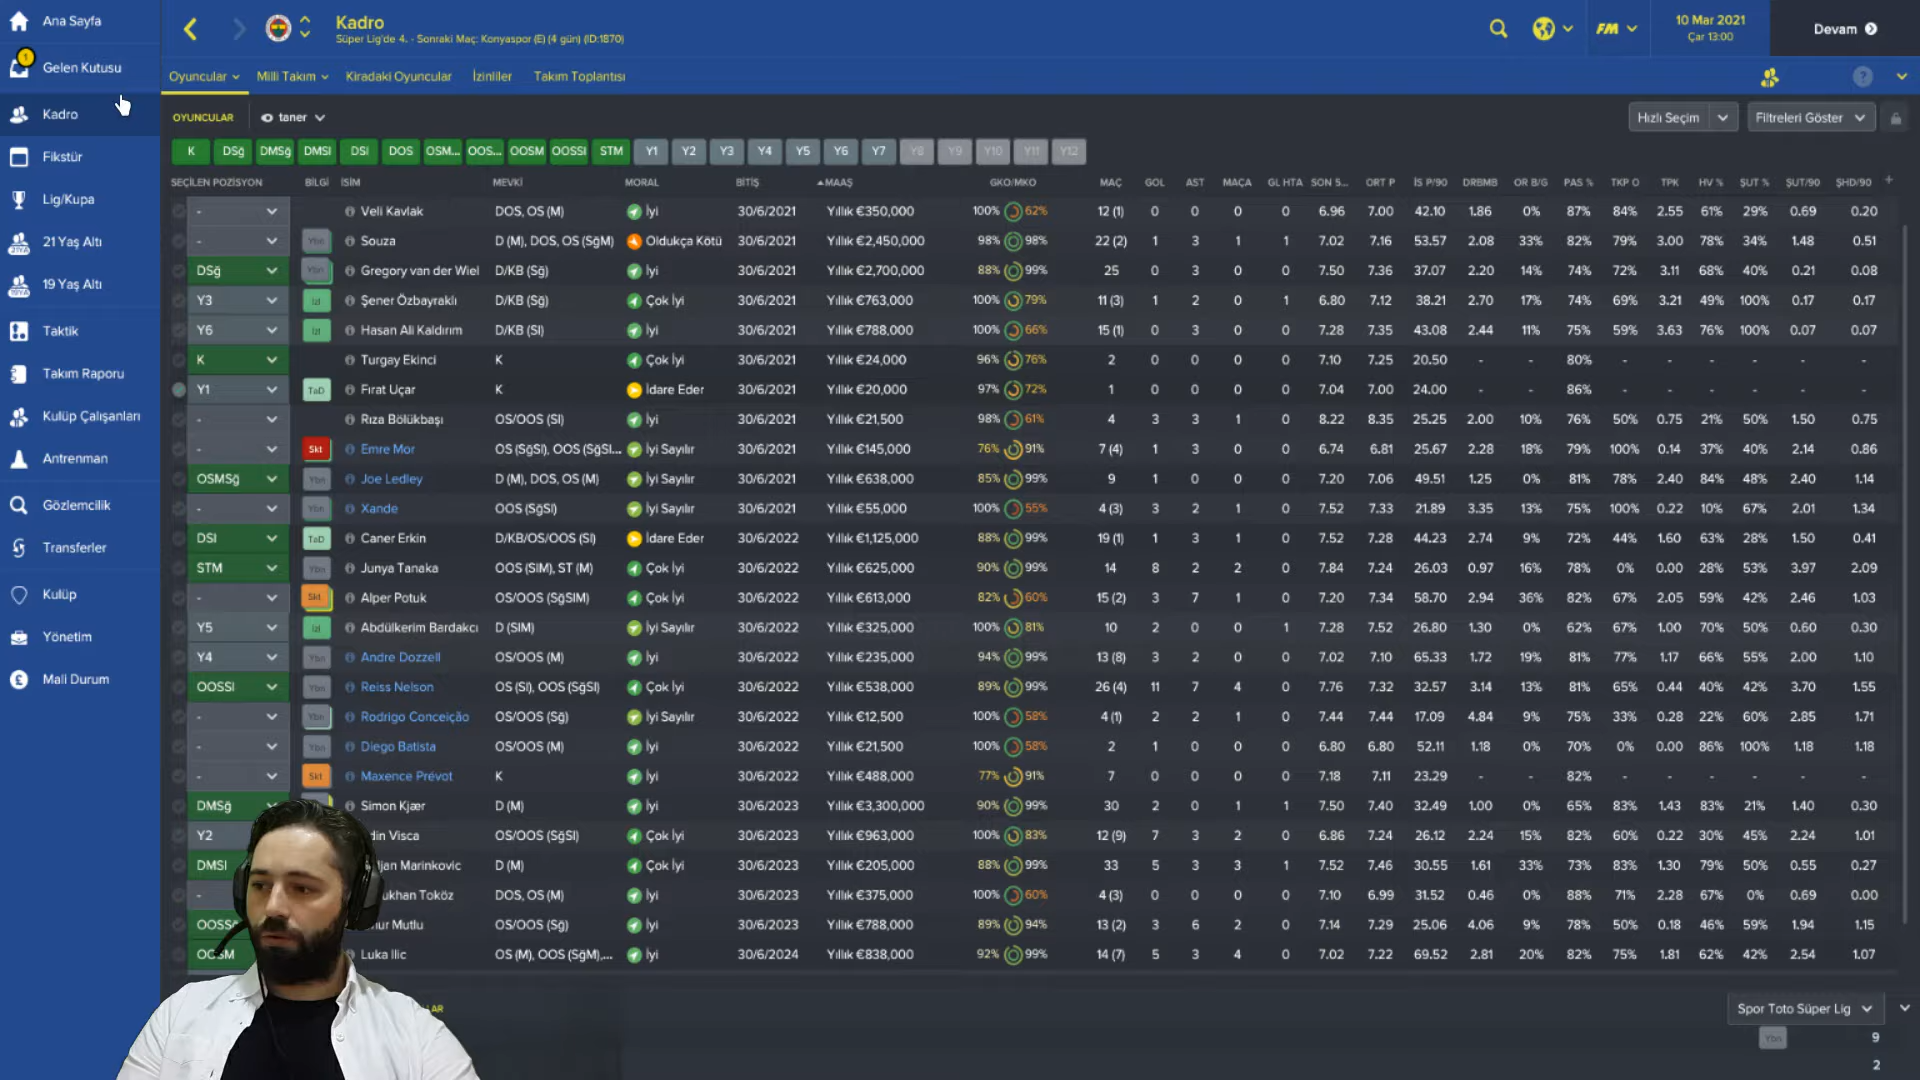 Ana Sayfa
Gelen Kutusu
1
Kadro
Fikstür
Lig/Kupa
21 Yaş Altı
19 Yaş Altı
Taktik
Takım Raporu
Kulüp Çalışanları
Antrenman
Gözlemcilik
Transferler
Kulüp
Yönetim
Mali Durum
Kadro
Süper Lig'de 4. - Sonraki Maç: Konyaspor (E) (4 gün) (ID:1870)
FM
10 Mar 2021
Çar 13:00
Devam
Oyuncular Milli Takım Kiradaki Oyuncular İzinliler Takım Toplantısı
OYUNCULAR taner Hızlı Seçim Filtreleri Göster
K DSğ DMSğ DMSI DSI DOS OSM... OOS... OOSM OOSSI STM Y1 Y2 Y3 Y4 Y5 Y6 Y7 Y8 Y9 Y10 Y11 Y12
SEÇİLEN POZİSYON BİLGİ İSİM MEVKİ MORAL BİTİŞ MAAŞ GKO/MKO MAÇ GOL AST MAÇA GL HTA SON 5... ORT P İS P/90 DRBMB OR B/G PAS % TKP O TPK HV % ŞUT % ŞUT/90 ŞHD/90 +
- Veli Kavlak DOS, OS (M) İyi 30/6/2021 Yıllık €350,000 100% 62% 12 (1) 0 0 0 0 6.96 7.00 42.10 1.86 0% 87% 84% 2.55 61% 29% 0.69 0.20
- Ybn Souza D (M), DOS, OS (SğM) Oldukça Kötü 30/6/2021 Yıllık €2,450,000 98% 98% 22 (2) 1 3 1 1 7.02 7.16 53.57 2.08 33% 82% 79% 3.00 78% 34% 1.48 0.51
DSğ Ybn Gregory van der Wiel D/KB (Sğ) İyi 30/6/2021 Yıllık €2,700,000 88% 99% 25 0 3 0 0 7.50 7.36 37.07 2.20 14% 74% 72% 3.11 68% 40% 0.21 0.08
Y3 Izl Şener Özbayraklı D/KB (Sğ) Çok İyi 30/6/2021 Yıllık €763,000 100% 79% 11 (3) 1 2 0 1 6.80 7.12 38.21 2.70 17% 74% 69% 3.21 49% 100% 0.17 0.17
Y6 Izl Hasan Ali Kaldırım D/KB (SI) İyi 30/6/2021 Yıllık €788,000 100% 66% 15 (1) 0 3 0 0 7.28 7.35 43.08 2.44 11% 75% 59% 3.63 76% 100% 0.07 0.07
K Turgay Ekinci K Çok İyi 30/6/2021 Yıllık €24,000 96% 76% 2 0 0 0 0 7.10 7.25 20.50 - - 80% - - - - - -
Y1 TaD Fırat Uçar K İdare Eder 30/6/2021 Yıllık €20,000 97% 72% 1 0 0 0 0 7.04 7.00 24.00 - - 86% - - - - - -
- Rıza Bölükbaşı OS/OOS (SI) İyi 30/6/2021 Yıllık €21,500 98% 61% 4 3 3 1 0 8.22 8.35 25.25 2.00 10% 76% 50% 0.75 21% 50% 1.50 0.75
- Skt Emre Mor OS (SğSI), OOS (SğSI... İyi Sayılır 30/6/2021 Yıllık €145,000 76% 91% 7 (4) 1 3 0 0 6.74 6.81 25.67 2.28 18% 79% 100% 0.14 37% 40% 2.14 0.86
OSMSğ Ybn Joe Ledley D (M), DOS, OS (M) İyi Sayılır 30/6/2021 Yıllık €638,000 85% 99% 9 1 0 0 0 7.20 7.06 49.51 1.25 0% 81% 78% 2.40 84% 48% 2.40 1.14
- Ybn Xande OOS (SğSI) İyi Sayılır 30/6/2021 Yıllık €55,000 100% 55% 4 (3) 3 2 1 0 7.52 7.33 21.89 3.35 13% 75% 100% 0.22 10% 67% 2.01 1.34
DSI TaD Caner Erkin D/KB/OS/OOS (SI) İdare Eder 30/6/2022 Yıllık €1,125,000 88% 99% 19 (1) 1 3 1 0 7.52 7.28 44.23 2.74 9% 72% 44% 1.60 63% 28% 1.50 0.41
STM Ybn Junya Tanaka OOS (SIM), ST (M) Çok İyi 30/6/2022 Yıllık €625,000 90% 99% 14 8 2 2 0 7.84 7.24 26.03 0.97 16% 78% 0% 0.00 28% 53% 3.97 2.09
- Skt Alper Potuk OS/OOS (SğSIM) Çok İyi 30/6/2022 Yıllık €613,000 82% 60% 15 (2) 3 7 1 0 7.20 7.34 58.70 2.94 36% 82% 67% 2.05 59% 42% 2.46 1.03
Y5 Izl Abdülkerim Bardakcı D (SIM) İyi Sayılır 30/6/2022 Yıllık €325,000 100% 81% 10 2 0 0 1 7.28 7.52 26.80 1.30 0% 62% 67% 1.00 70% 50% 0.60 0.30
Y4 Ybn Andre Dozzell OS/OOS (M) İyi 30/6/2022 Yıllık €235,000 94% 99% 13 (8) 3 2 0 0 7.02 7.10 65.33 1.72 19% 81% 77% 1.17 66% 55% 2.00 1.10
OOSSI Ybn Reiss Nelson OS (SI), OOS (SğSI) Çok İyi 30/6/2022 Yıllık €538,000 89% 99% 26 (4) 11 7 4 0 7.76 7.32 32.57 3.14 13% 81% 65% 0.44 40% 42% 3.70 1.55
- Ybn Rodrigo Conceição OS/OOS (Sğ) İyi Sayılır 30/6/2022 Yıllık €12,500 100% 58% 4 (1) 2 2 1 0 7.44 7.44 17.09 4.84 9% 75% 33% 0.28 22% 60% 2.85 1.71
- Ybn Diego Batista OS/OOS (M) İyi 30/6/2022 Yıllık €21,500 100% 58% 2 1 0 0 0 6.80 6.80 52.11 1.18 0% 70% 0% 0.00 86% 100% 1.18 1.18
- Skt Maxence Prévot K İyi 30/6/2022 Yıllık €488,000 77% 91% 7 0 0 0 0 7.18 7.11 23.29 - - 82% - - - - - -
DMSğ Simon Kjær D (M) İyi 30/6/2023 Yıllık €3,300,000 90% 99% 30 2 0 1 0 7.50 7.40 32.49 1.00 0% 65% 83% 1.43 83% 21% 1.40 0.30
Y2 din Visca OS/OOS (SğSI) Çok İyi 30/6/2023 Yıllık €963,000 100% 83% 12 (9) 7 3 2 0 6.86 7.24 26.12 2.24 15% 82% 60% 0.22 30% 45% 2.24 1.01
DMSI ljan Marinkovic D (M) Çok İyi 30/6/2023 Yıllık €205,000 88% 99% 33 5 3 3 1 7.52 7.46 30.55 1.61 33% 73% 83% 1.30 79% 50% 0.55 0.27
- ukhan Toköz DOS, OS (M) İyi 30/6/2023 Yıllık €375,000 100% 60% 4 (3) 0 0 0 0 7.10 6.99 31.52 0.46 0% 88% 71% 2.28 67% 0% 0.69 0.00
OOSSğ ur Mutlu OS/OOS (Sğ) İyi 30/6/2023 Yıllık €788,000 89% 94% 13 (2) 3 6 2 0 7.14 7.29 25.06 4.06 9% 78% 50% 0.18 46% 59% 1.94 1.15
OOSM Luka Ilic OS (M), OOS (SğM),... İyi 30/6/2024 Yıllık €838,000 92% 99% 14 (7) 5 3 4 0 7.02 7.22 69.52 2.81 20% 82% 75% 1.81 62% 42% 2.54 1.07
LAR
Spor Toto Süper Lig
Ybn 9
2